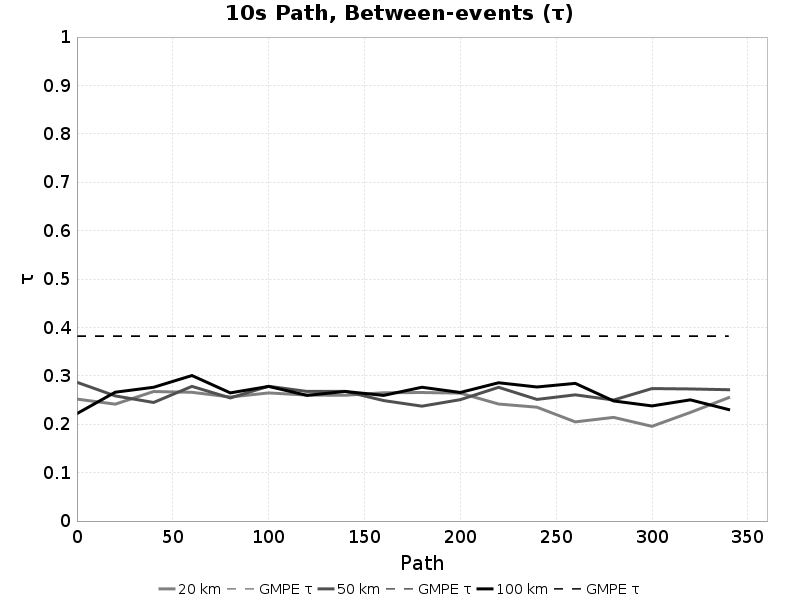 10s Path, Between-events (τ)
1
0.9
0.8
0.7
0.6
0.5
0.4
0.3
0.2
0.1
0
τ
0 50 100 150 200 250 300 350
Path
20 km GMPE τ 50 km GMPE τ 100 km GMPE τ